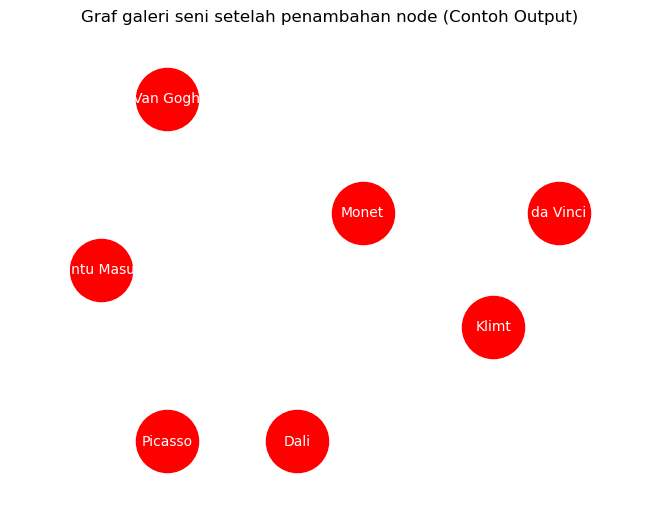 Graf galeri seni setelah penambahan node (Contoh Output)
Van Gogh
Monet
da Vinci
ntu Masu
Klimt
Picasso
Dali